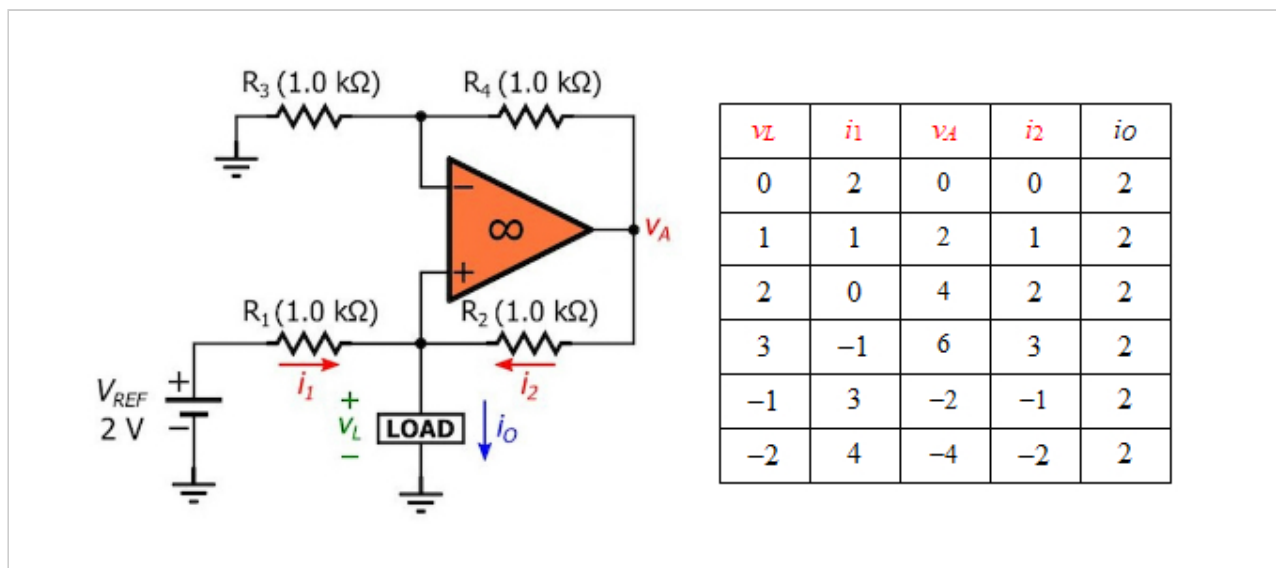 R3 (1.0 kΩ)
R4 (1.0 kΩ)
−
∞
+
vA
R1 (1.0 kΩ)
R2 (1.0 kΩ)
i1
i2
VREF
2 V
+
−
+
vL
−
LOAD
iO
vL i1 vA i2 iO
0 2 0 0 2
1 1 2 1 2
2 0 4 2 2
3 −1 6 3 2
−1 3 −2 −1 2
−2 4 −4 −2 2